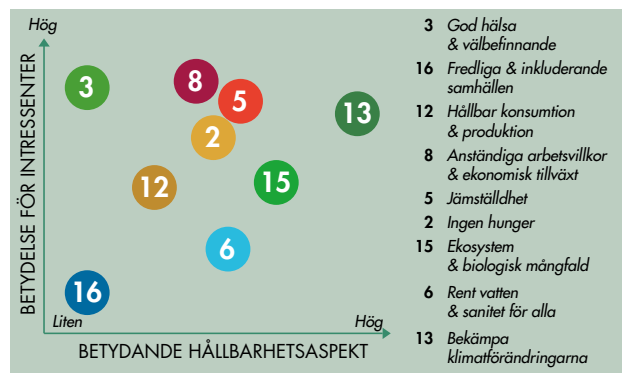 Hög
BETYDELSE FÖR INTRESSENTER
3
8
5
13
2
12
15
6
16
Liten
Hög
BETYDANDE HÅLLBARHETSASPEKT
3 God hälsa
& välbefinnande
16 Fredliga & inkluderande
samhällen
12 Hållbar konsumtion
& produktion
8 Anständiga arbetsvillkor
& ekonomisk tillväxt
5 Jämställdhet
2 Ingen hunger
15 Ekosystem
& biologisk mångfald
6 Rent vatten
& sanitet för alla
13 Bekämpa
klimatförändringarna